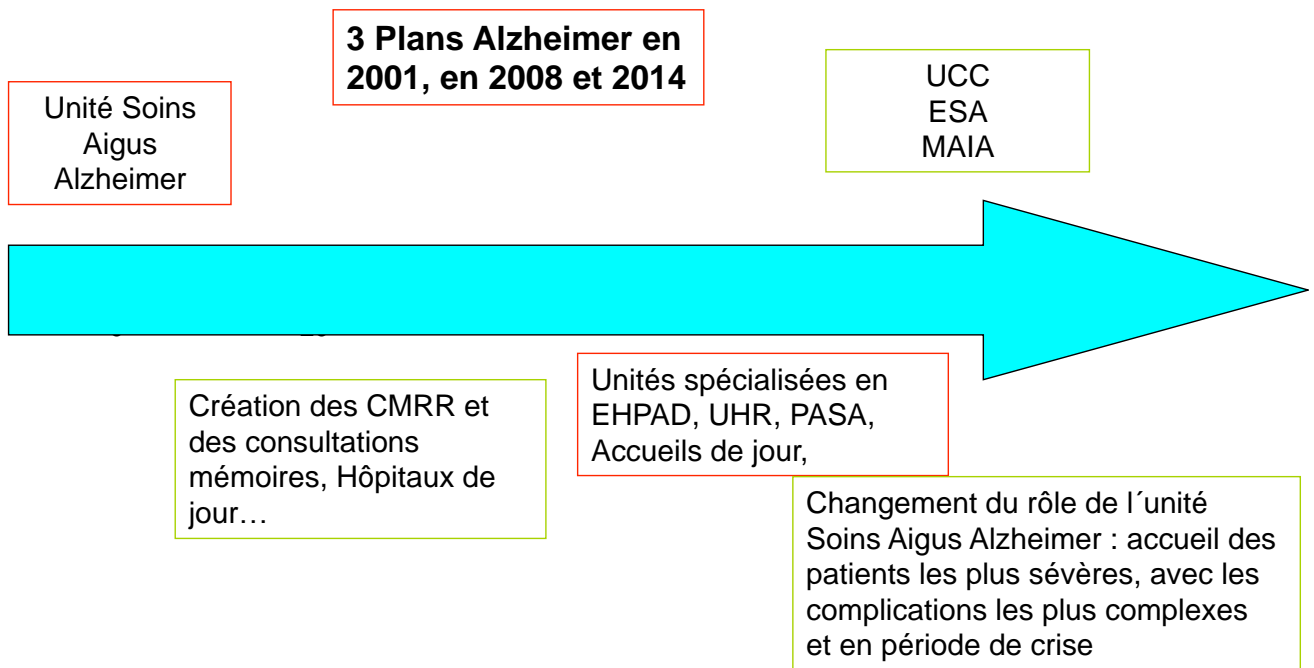 3 Plans Alzheimer en
2001, en 2008 et 2014
Unité Soins
Aigus
Alzheimer
UCC
ESA
MAIA
Création des CMRR et
des consultations
mémoires, Hôpitaux de
jour…
Unités spécialisées en
EHPAD, UHR, PASA,
Accueils de jour,
Changement du rôle de l´unité
Soins Aigus Alzheimer : accueil des
patients les plus sévères, avec les
complications les plus complexes
et en période de crise